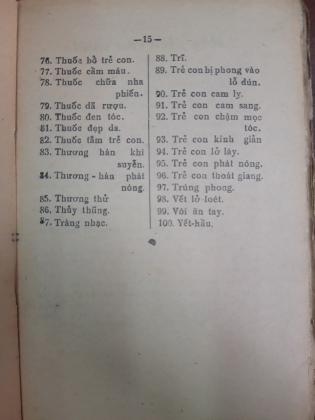 — 15 —
76. Thuốc bổ trẻ con.
77. Thuốc cầm máu.
78. Thuốc chữa nha
phiến.
79. Thuốc dã rượu.
80. Thuốc đen tóc.
81. Thuốc đẹp da.
82. Thuốc tắm trẻ con.
83. Thương hàn khi
suyễn.
84. Thương-hàn phát
nóng.
85. Thương thử
86. Thủy thũng.
87. Tràng nhạc.
88. Trĩ.
89. Trẻ con bị phong vào
lỗ đún.
90. Trẻ con cam ly.
91. Trẻ con cam sang.
92. Trẻ con chậm mọc
tóc.
93. Trẻ con kinh giản
94. Trẻ con lở láy.
95. Trẻ con phát nóng.
96. Trẻ con thoát giang.
97. Trúng phong.
98. Vết lở loét.
99. Vòi ăn tay.
100. Yết-hầu.